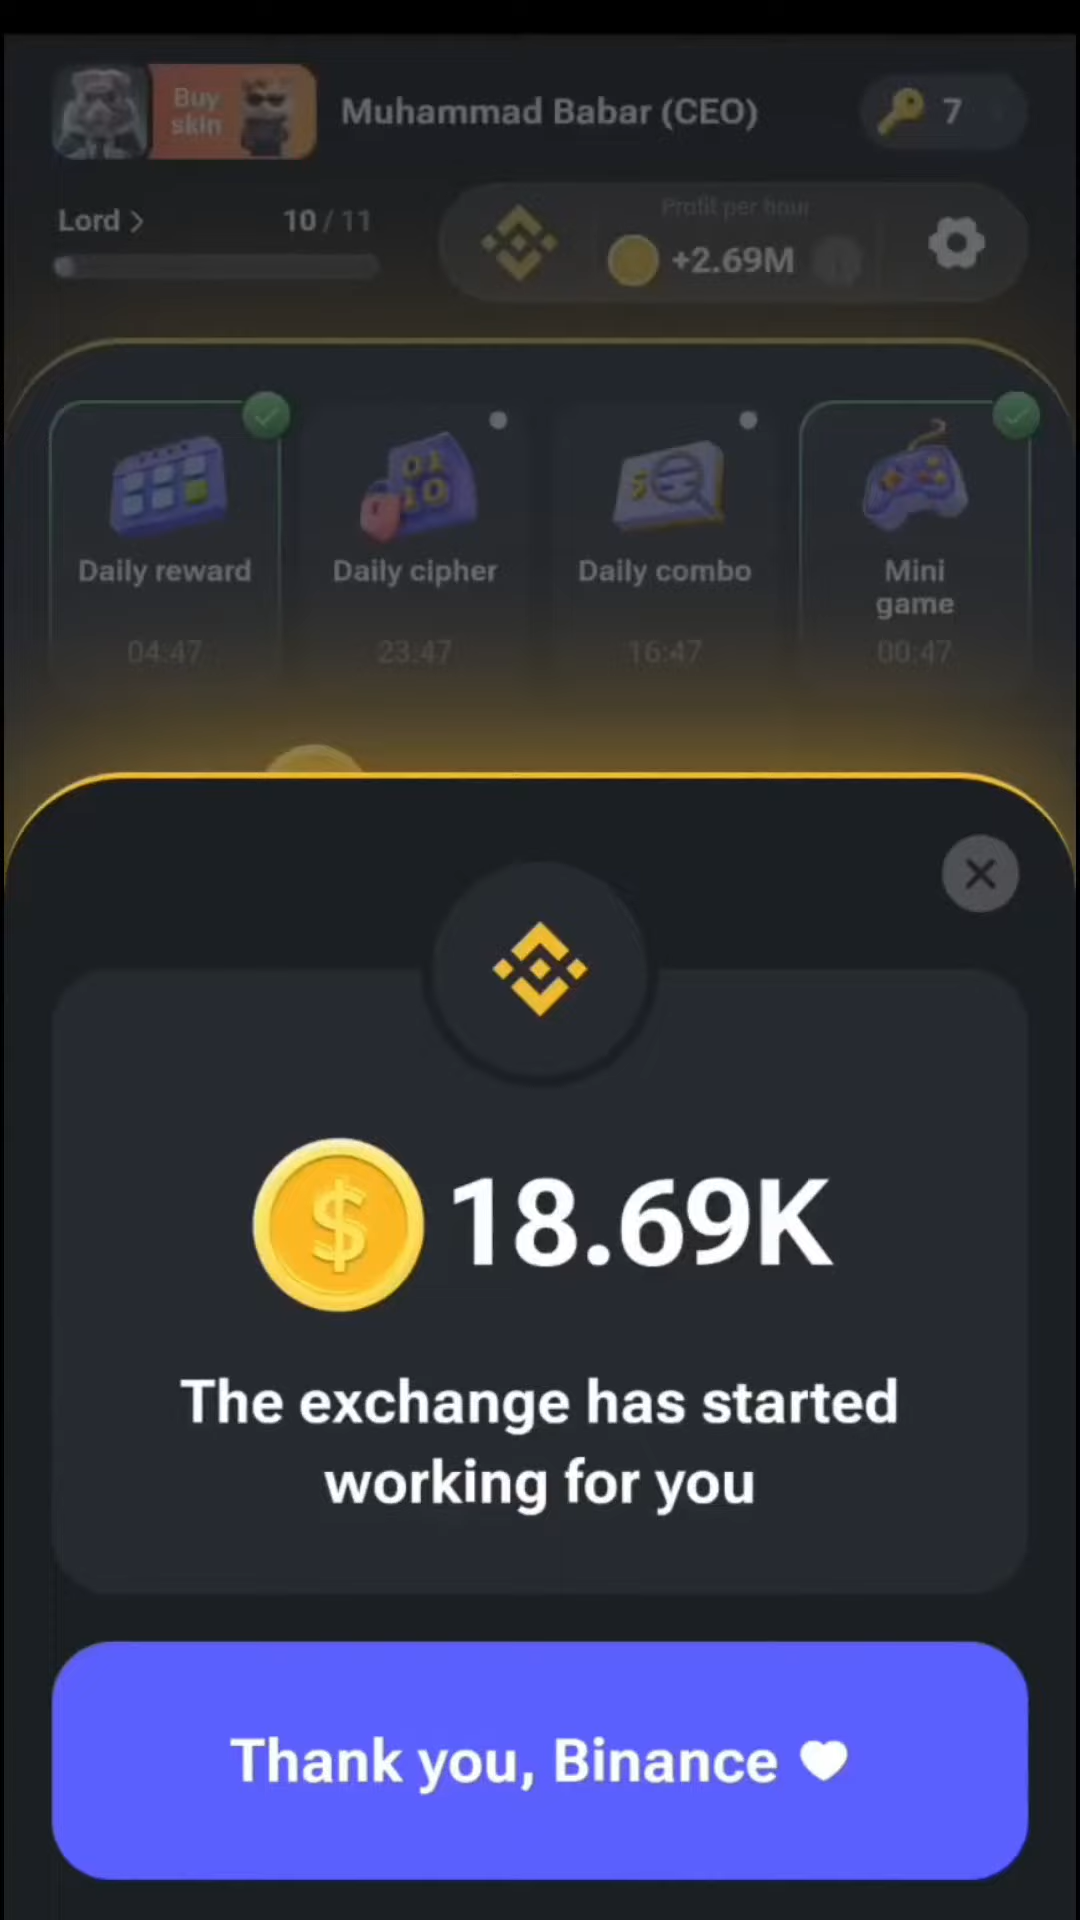 Buy
skin
Muhammad Babar (CEO)
7
Lord >
10 / 11
Profit per hour
+2.69M
Daily reward
04:47
Daily cipher
23:47
Daily combo
16:47
Mini
game
00:47
18.69K
The exchange has started
working for you
Thank you, Binance 🤍